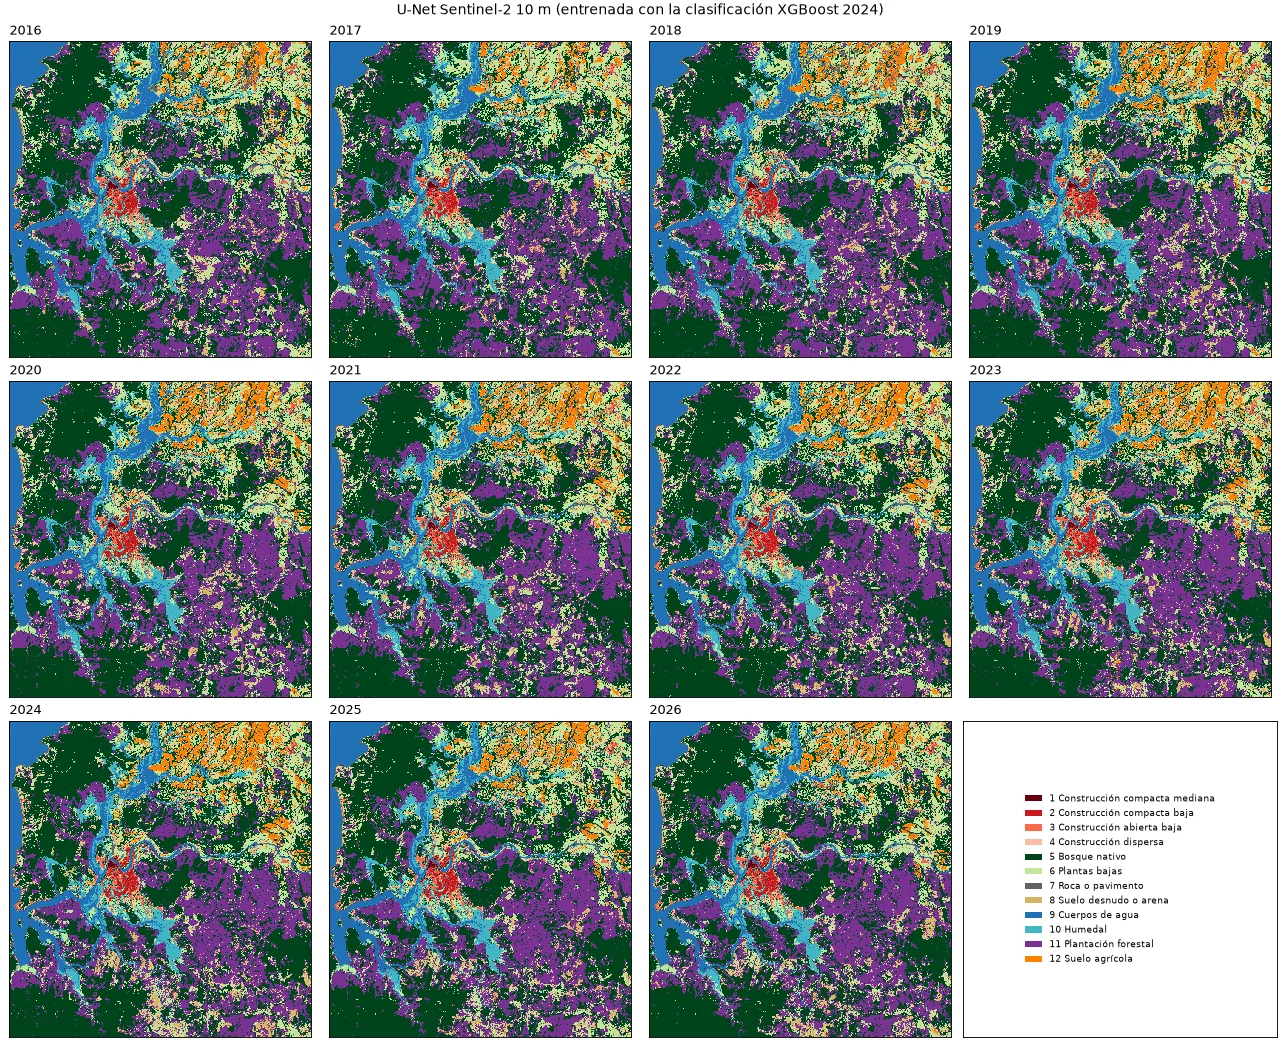 U-Net Sentinel-2 10 m (entrenada con la clasificación XGBoost 2024)
2016
2017
2018
2019
2020
2021
2022
2023
2024
2025
2026
1 Construcción compacta mediana
2 Construcción compacta baja
3 Construcción abierta baja
4 Construcción dispersa
5 Bosque nativo
6 Plantas bajas
7 Roca o pavimento
8 Suelo desnudo o arena
9 Cuerpos de agua
10 Humedal
11 Plantación forestal
12 Suelo agrícola